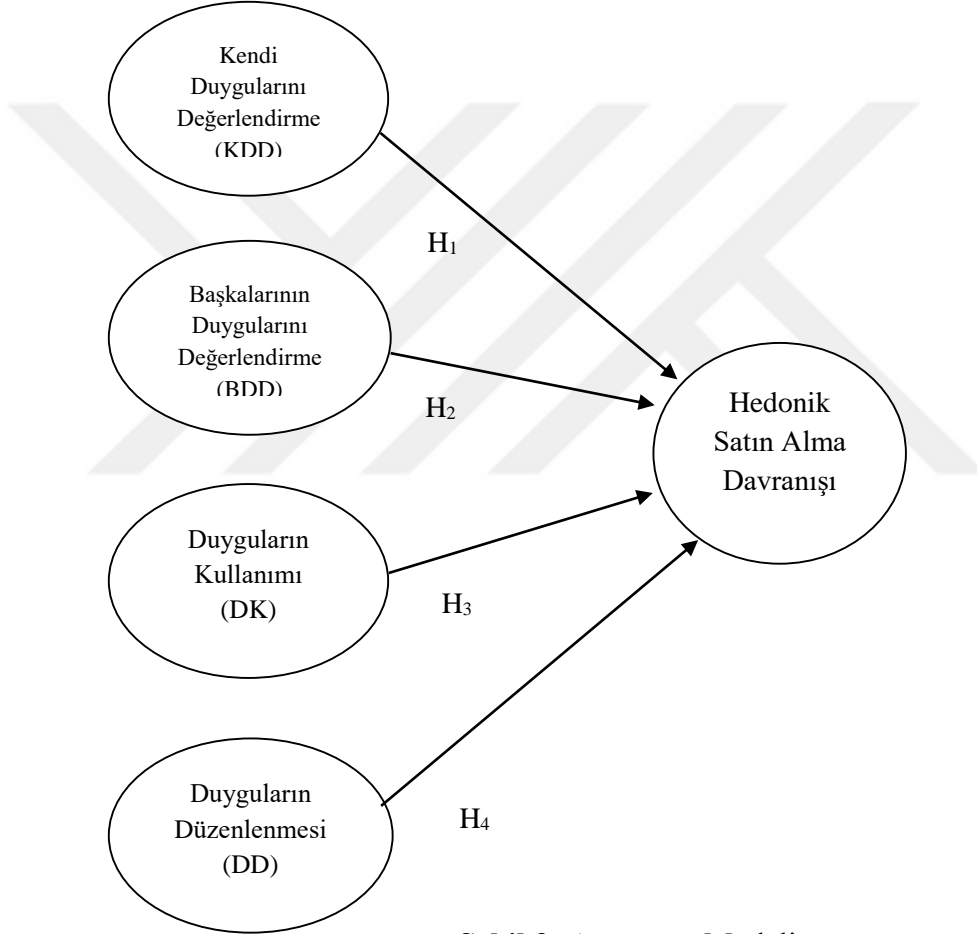 Kendi
Duygularını
Değerlendirme
(KDD)
H1
Başkalarının
Duygularını
Değerlendirme
(BDD)
H2
Hedonik
Satın Alma
Davranışı
Duyguların
Kullanımı
(DK)
H3
Duyguların
Düzenlenmesi
(DD)
H4